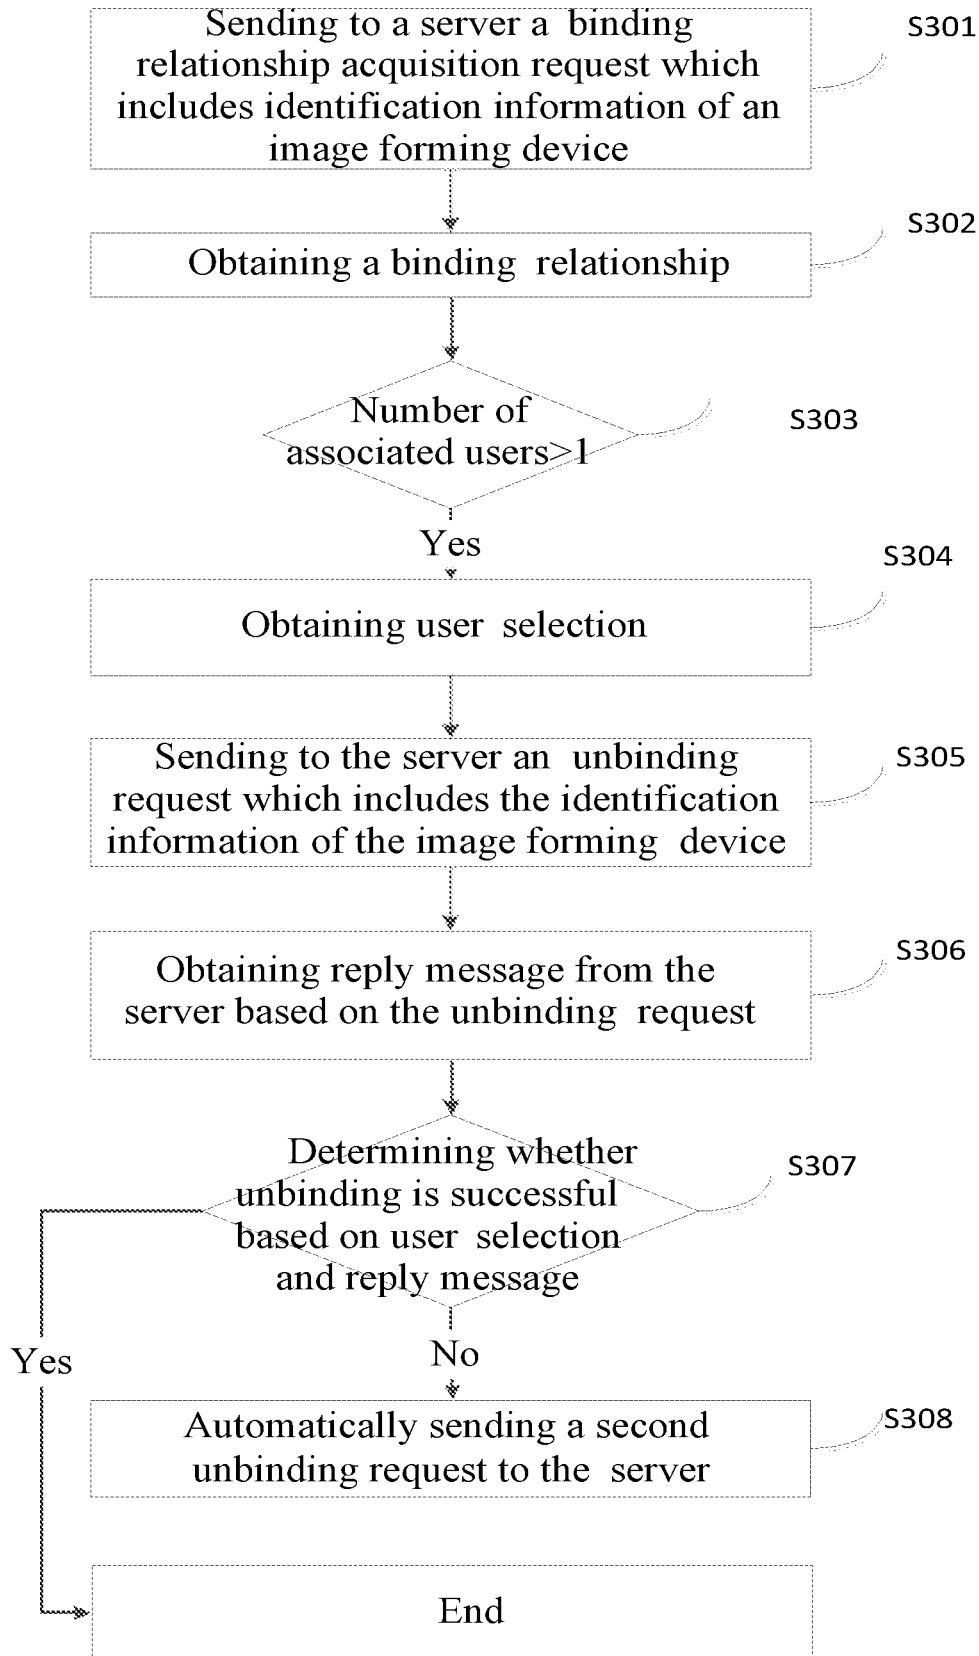 Sending to a server a binding
relationship acquisition request which
includes identification information of an
image forming device
S301
Obtaining a binding relationship
S302
Number of
associated users>1
S303
Yes
Obtaining user selection
S304
Sending to the server an unbinding
request which includes the identification
information of the image forming device
S305
Obtaining reply message from the
server based on the unbinding request
S306
Determining whether
unbinding is successful
based on user selection
and reply message
S307
Yes
No
Automatically sending a second
unbinding request to the server
S308
End